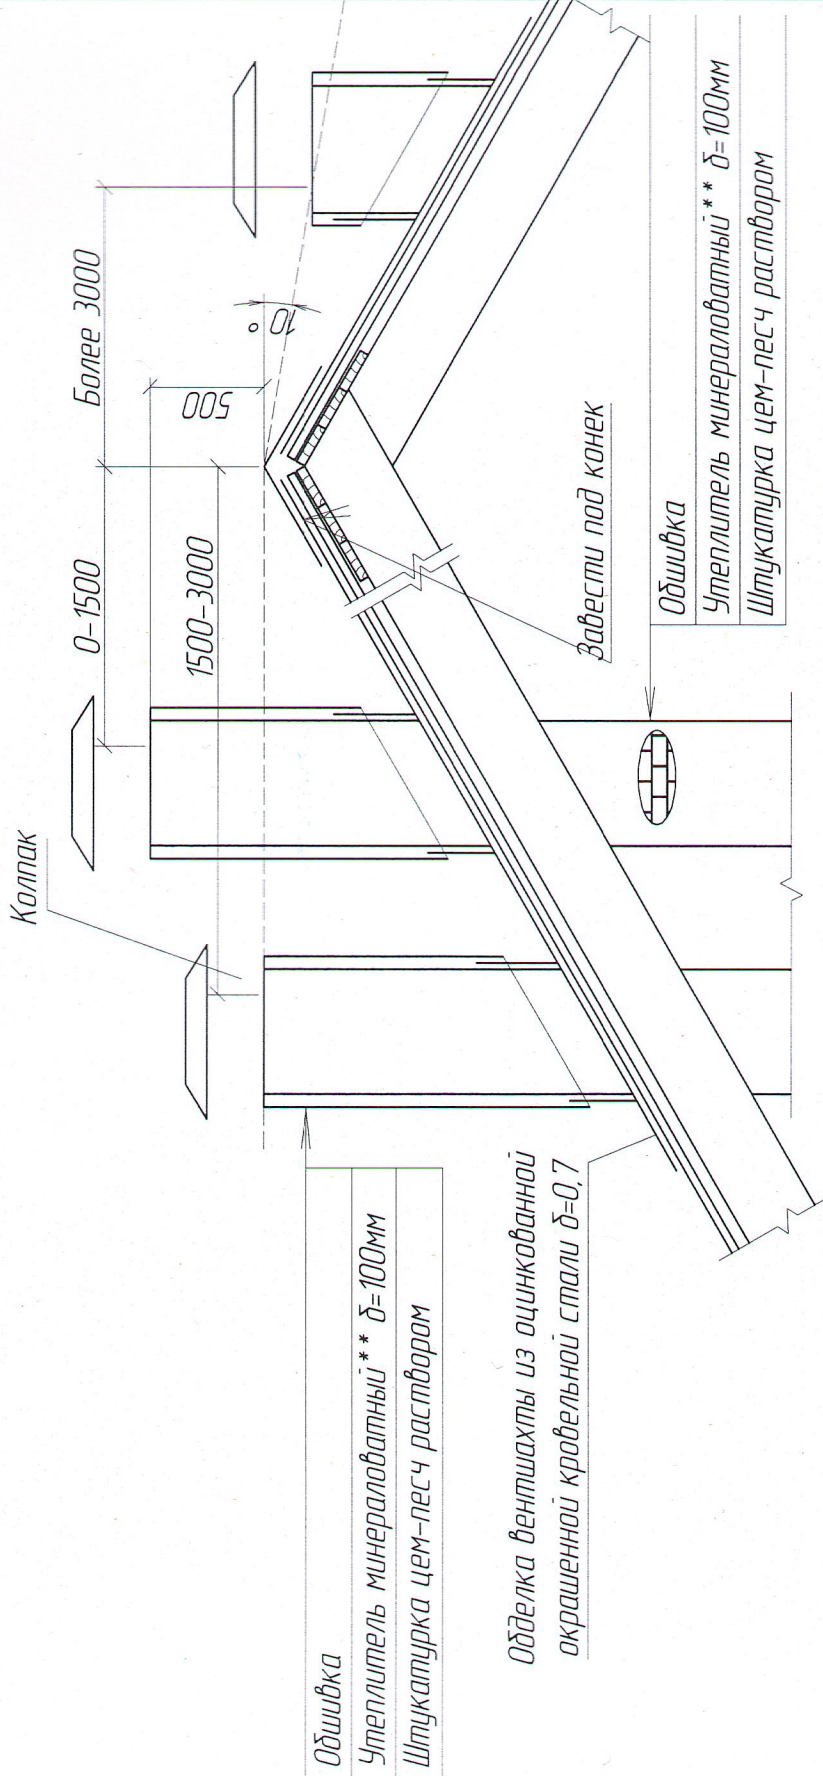 Колпак
0-1500
Более 3000
1500-3000
500
10°
Завести под конек
Обшивка
Утеплитель минераловатный** δ=100мм
Штукатурка цем-песч раствором
Обшивка
Утеплитель минераловатный** δ=100мм
Штукатурка цем-песч раствором
Обделка вентшахты из оцинкованной
окрашенной кровельной стали δ=0,7